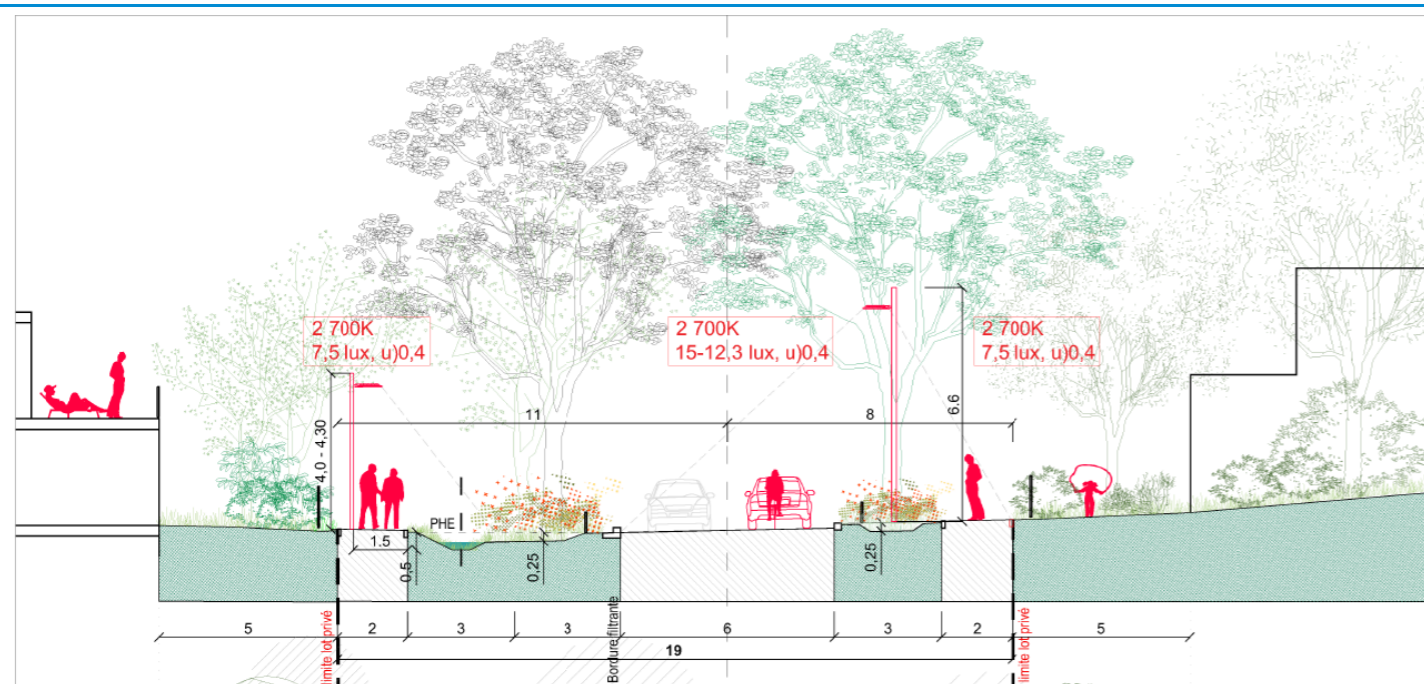 2 700K
7,5 lux, u)0,4
2 700K
15-12,3 lux, u)0,4
2 700K
7,5 lux, u)0,4
11
8
4,0 - 4,30
6.6
PHE
1.5
0,5
0,25
0,25
5
2
3
3
6
3
2
5
19
limite lot privé
Bordure filtrante
limite lot privé